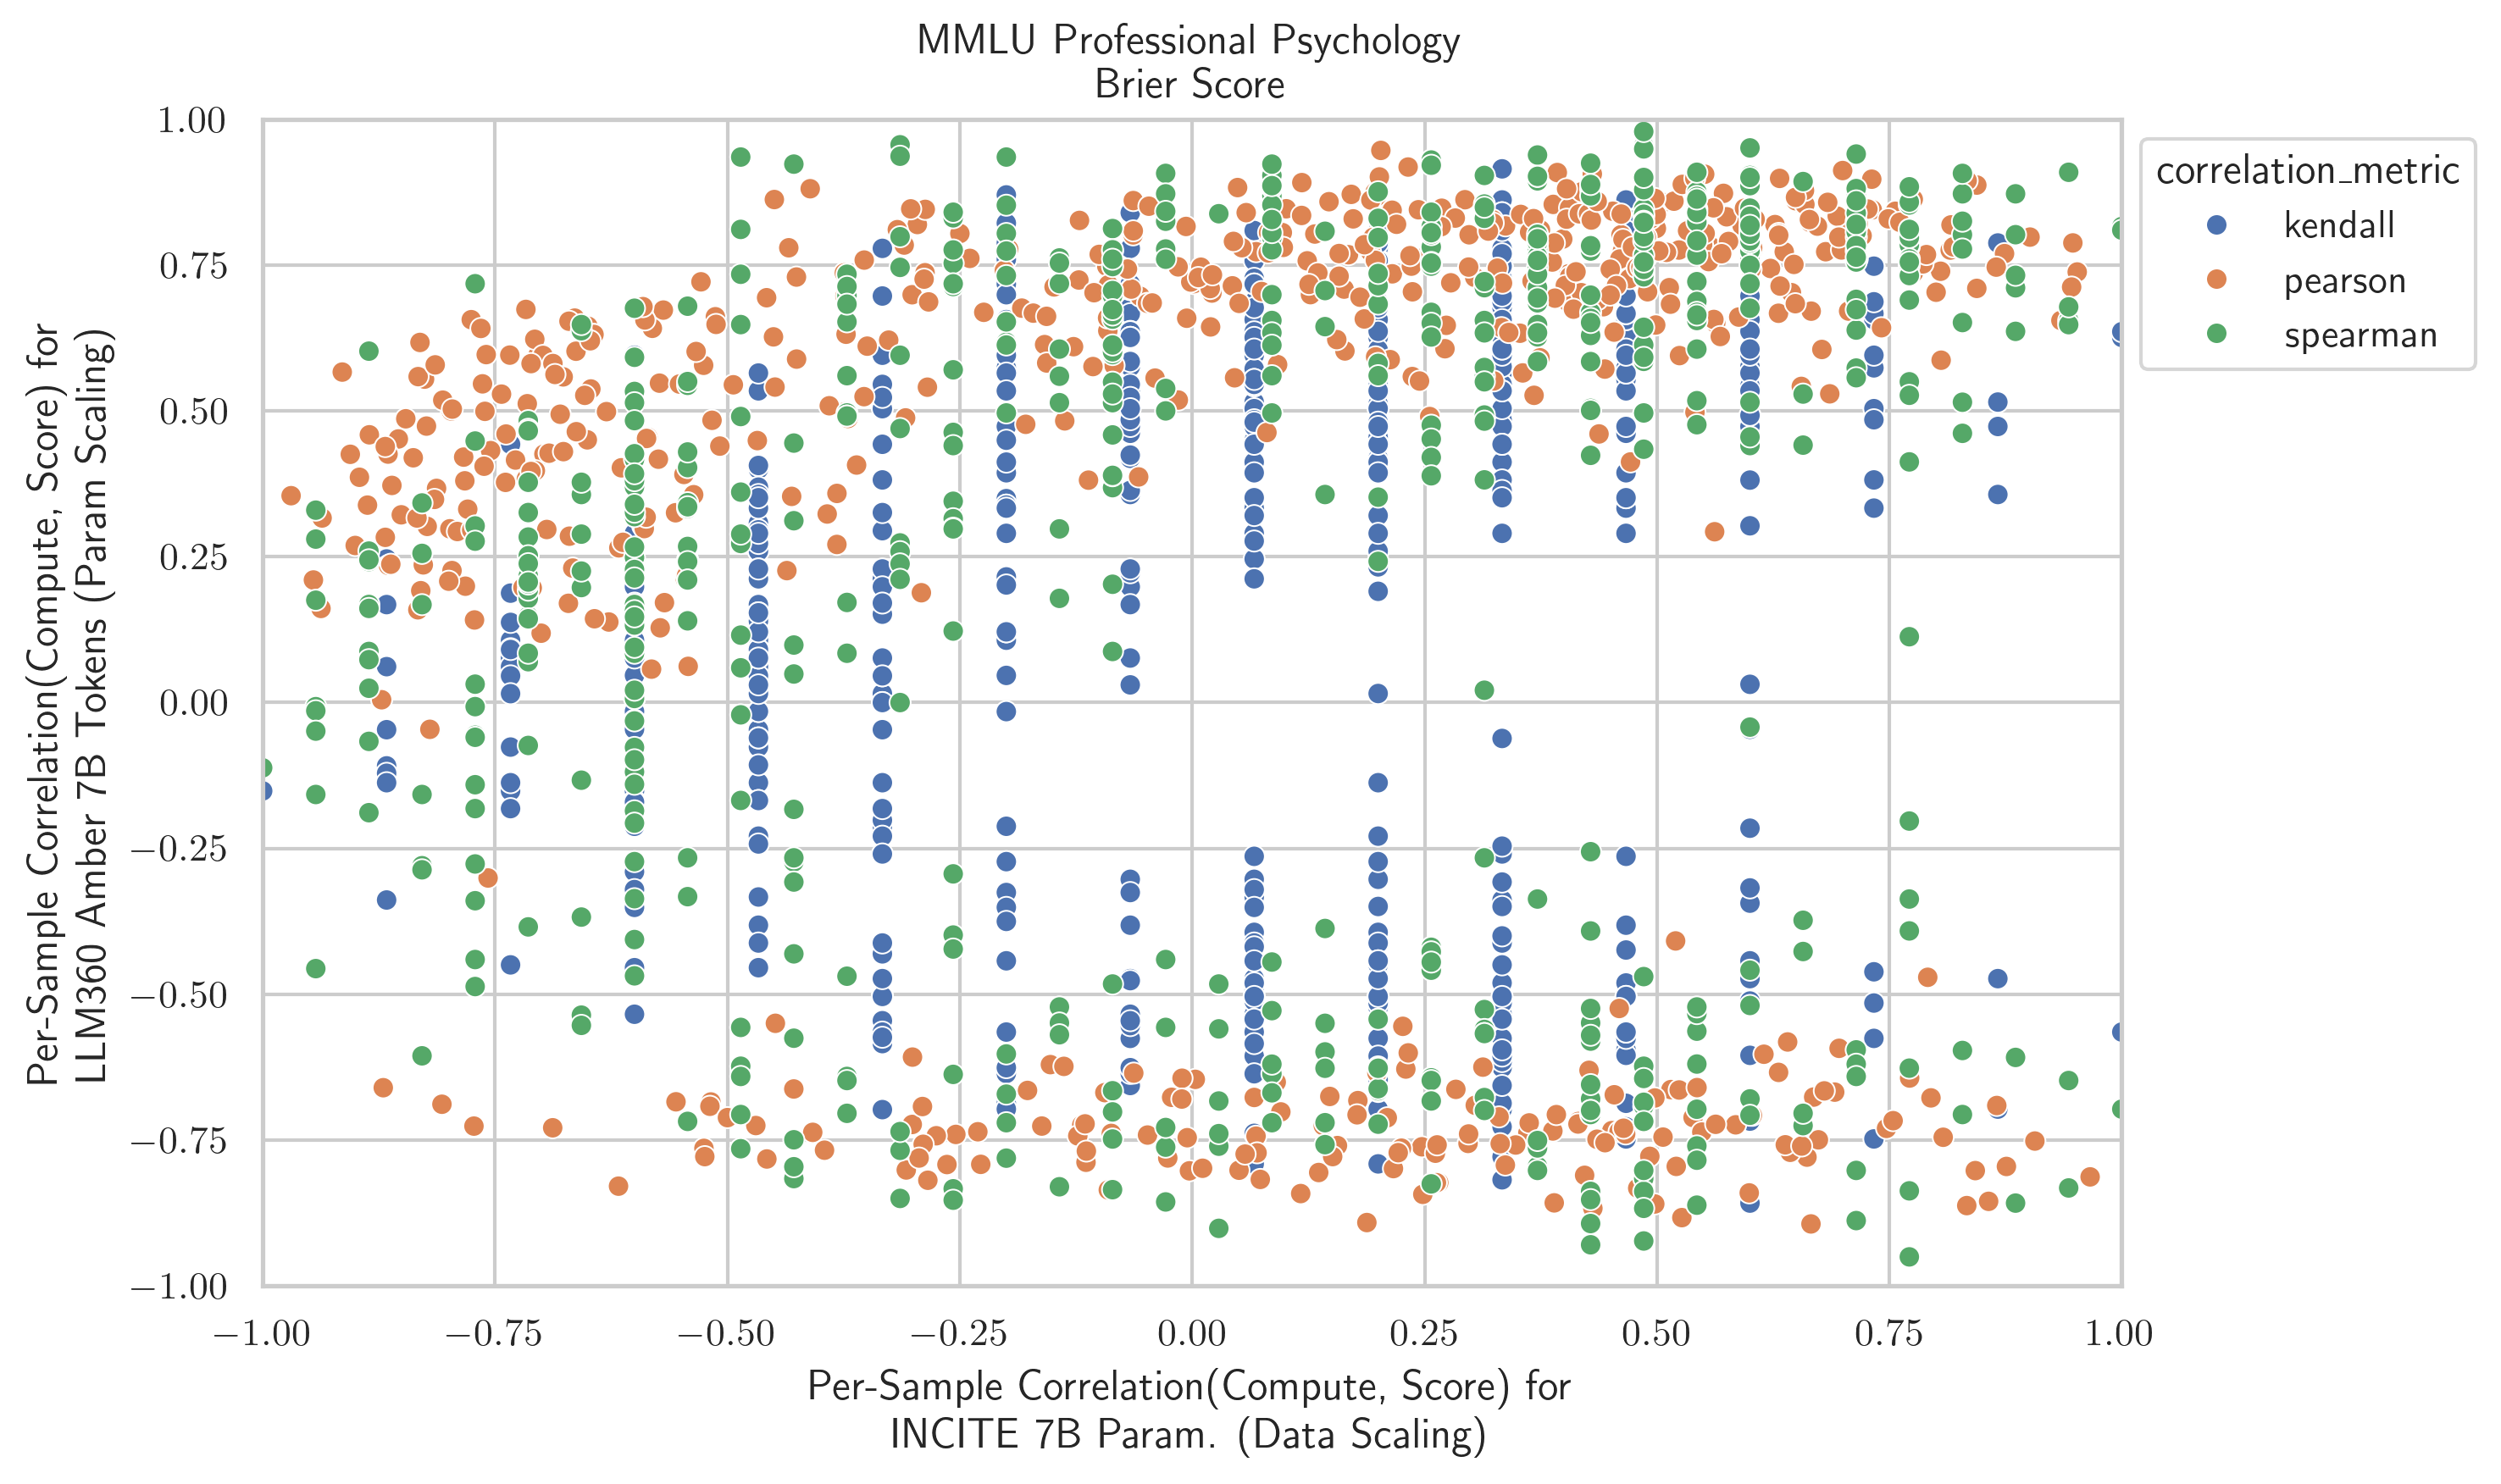 MMLU Professional Psychology
Brier Score
Per-Sample Correlation(Compute, Score) for
LLM360 Amber 7B Tokens (Param Scaling)
1.00
0.75
0.50
0.25
0.00
−0.25
−0.50
−0.75
−1.00
−1.00 −0.75 −0.50 −0.25 0.00 0.25 0.50 0.75 1.00
Per-Sample Correlation(Compute, Score) for
INCITE 7B Param. (Data Scaling)
correlation_metric
kendall
pearson
spearman